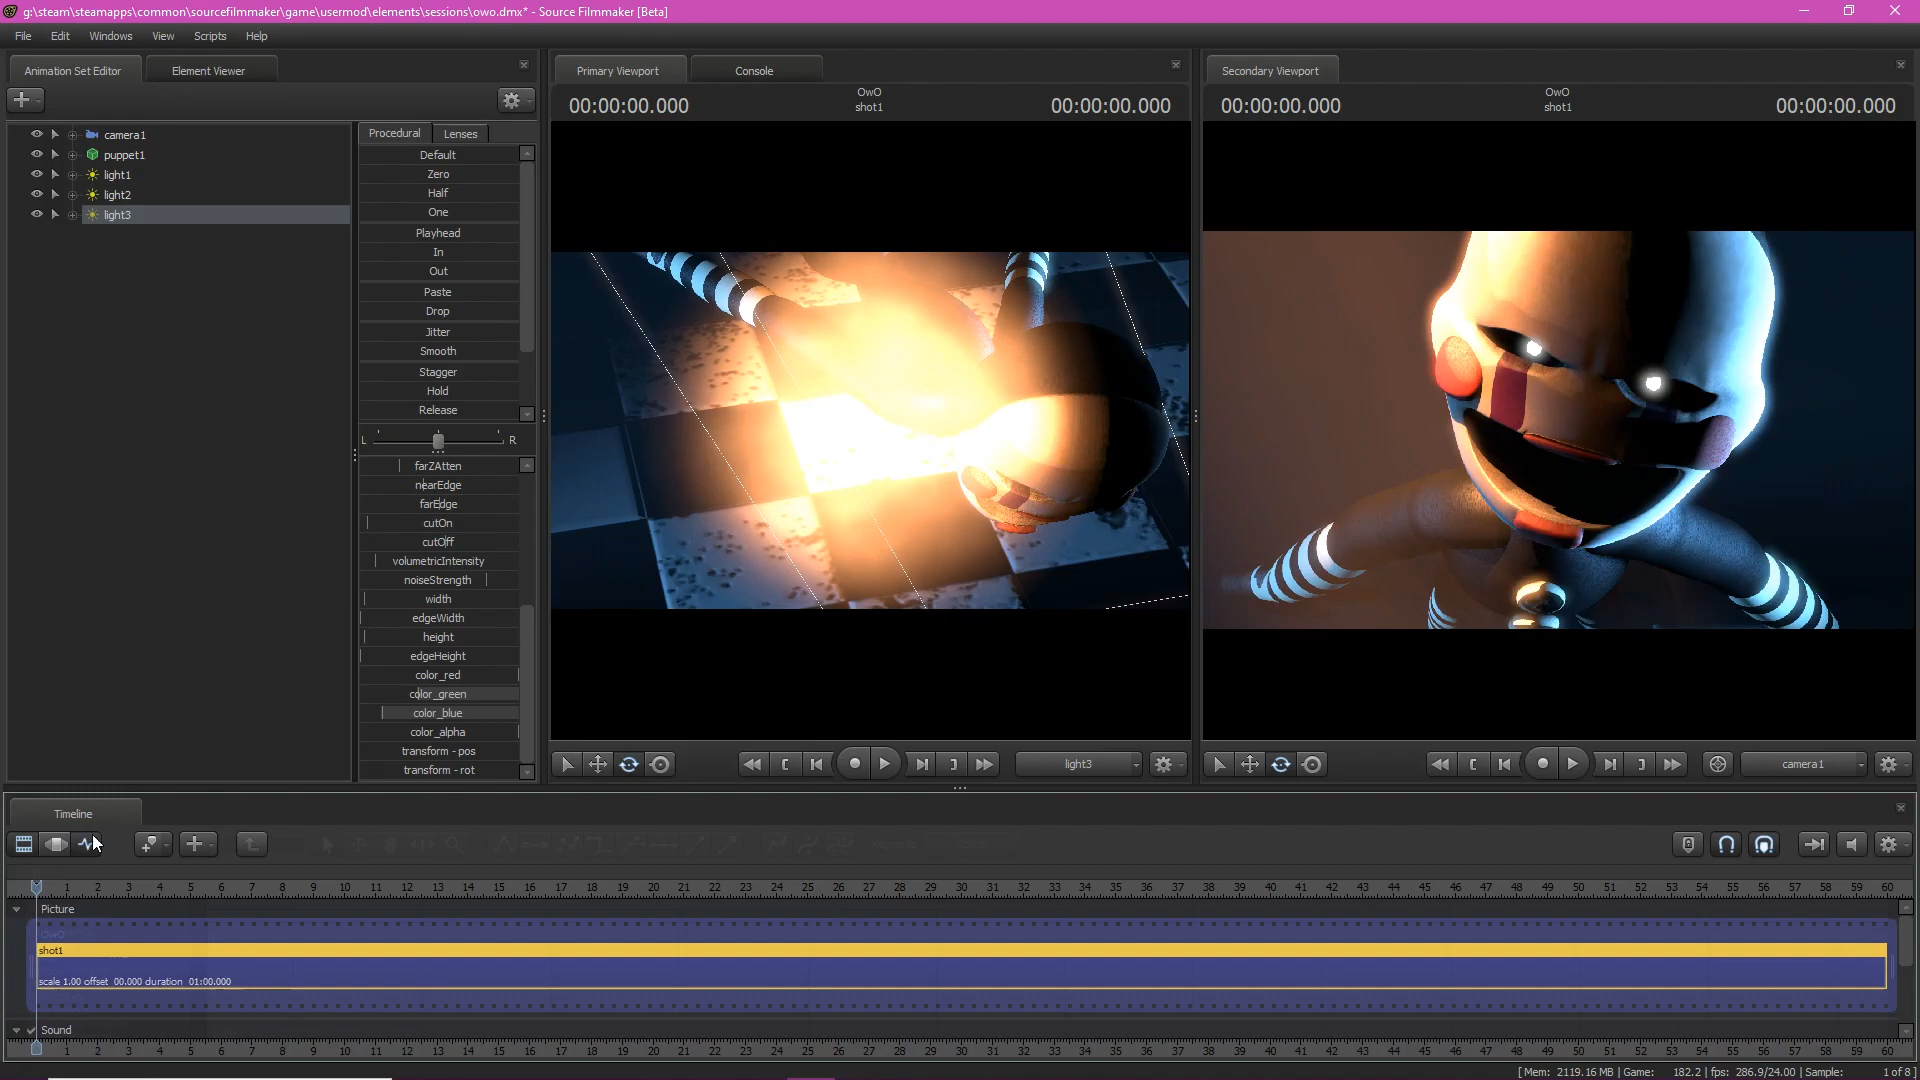 g:\steam\steamapps\common\sourcefilmmaker\game\usermod\elements\sessions\owo.dmx* - Source Filmmaker [Beta]
File Edit Windows View Scripts Help
Animation Set Editor Element Viewer
camera1
puppet1
light1
light2
light3
Procedural Lenses
Default
Zero
Half
One
Playhead
In
Out
Paste
Drop
Jitter
Smooth
Stagger
Hold
Release
L R
farZAtten
nearEdge
farEdge
cutOn
cutOff
volumetricIntensity
noiseStrength
width
edgeWidth
height
edgeHeight
color_red
color_green
color_blue
color_alpha
transform - pos
transform - rot
Primary Viewport Console
00:00:00.000 OwO 00:00:00.000
shot1
light3
Secondary Viewport
00:00:00.000 OwO 00:00:00.000
shot1
camera1
Timeline
1 2 3 4 5 6 7 8 9 10 11 12 13 14 15 16 17 18 19 20 21 22 23 24 25 26 27 28 29 30 31 32 33 34 35 36 37 38 39 40 41 42 43 44 45 46 47 48 49 50 51 52 53 54 55 56 57 58 59 60
Picture
OwO
shot1
scale 1.00 offset 00.000 duration 01:00.000
Sound
1 2 3 4 5 6 7 8 9 10 11 12 13 14 15 16 17 18 19 20 21 22 23 24 25 26 27 28 29 30 31 32 33 34 35 36 37 38 39 40 41 42 43 44 45 46 47 48 49 50 51 52 53 54 55 56 57 58 59 60
[ Mem: 2119.16 MB | Game: 182.2 | fps: 286.9/24.00 | Sample: 1 of 8 ]